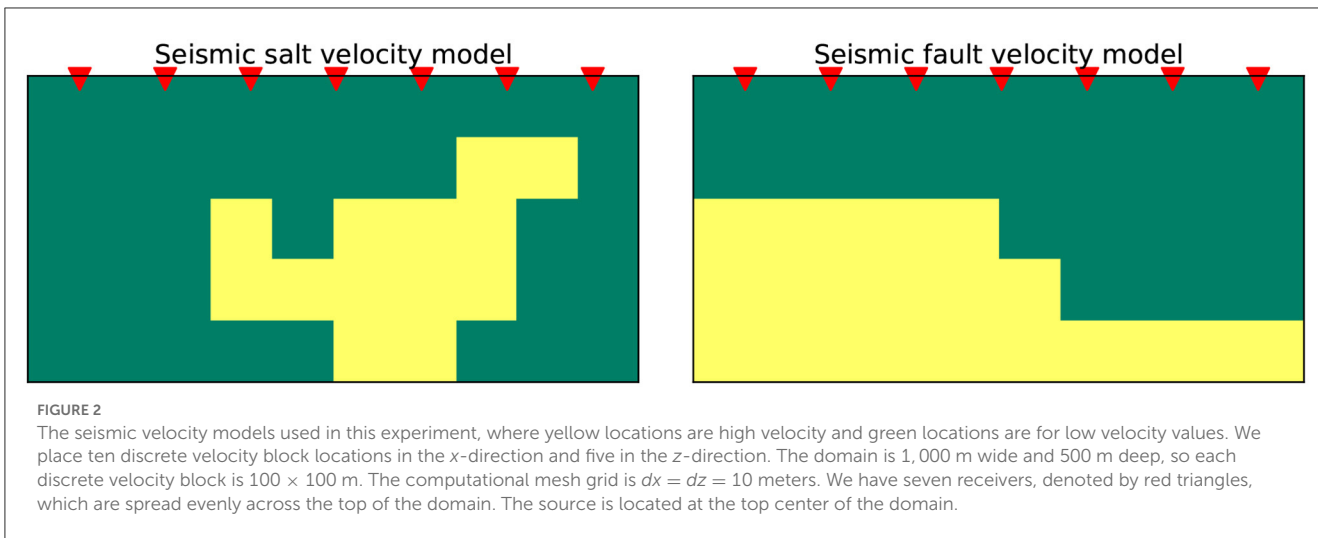 Seismic salt velocity model
Seismic fault velocity model
FIGURE 2
The seismic velocity models used in this experiment, where yellow locations are high velocity and green locations are for low velocity values. We
place ten discrete velocity block locations in the x-direction and five in the z-direction. The domain is 1,000 m wide and 500 m deep, so each
discrete velocity block is 100 × 100 m. The computational mesh grid is dx = dz = 10 meters. We have seven receivers, denoted by red triangles,
which are spread evenly across the top of the domain. The source is located at the top center of the domain.